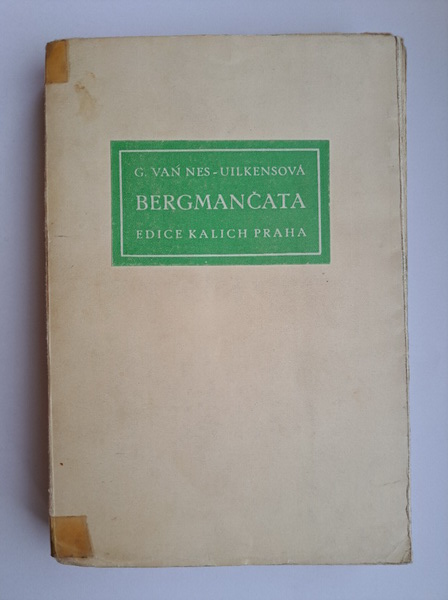 G. VAN NES-UILKENSOVÁ
BERGMANČATA
EDICE KALICH PRAHA